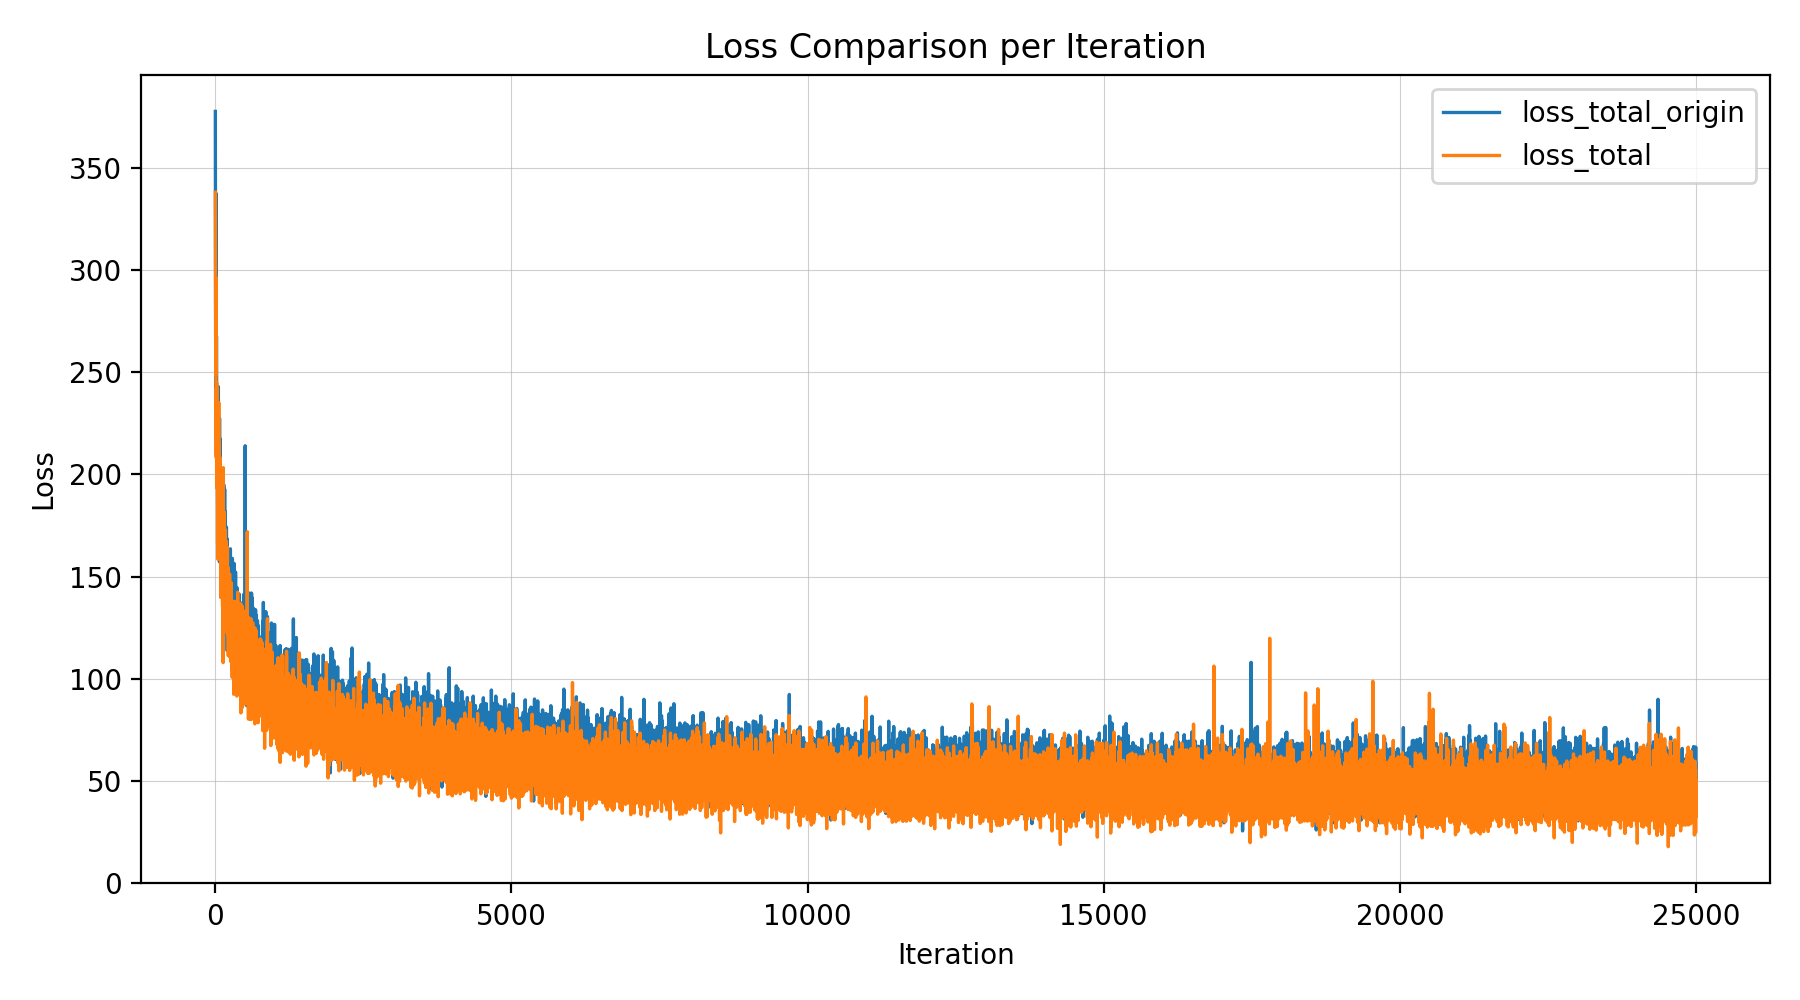 Loss Comparison per Iteration
loss_total_origin
loss_total
350
300
250
200
150
100
50
0
Loss
0 5000 10000 15000 20000 25000
Iteration